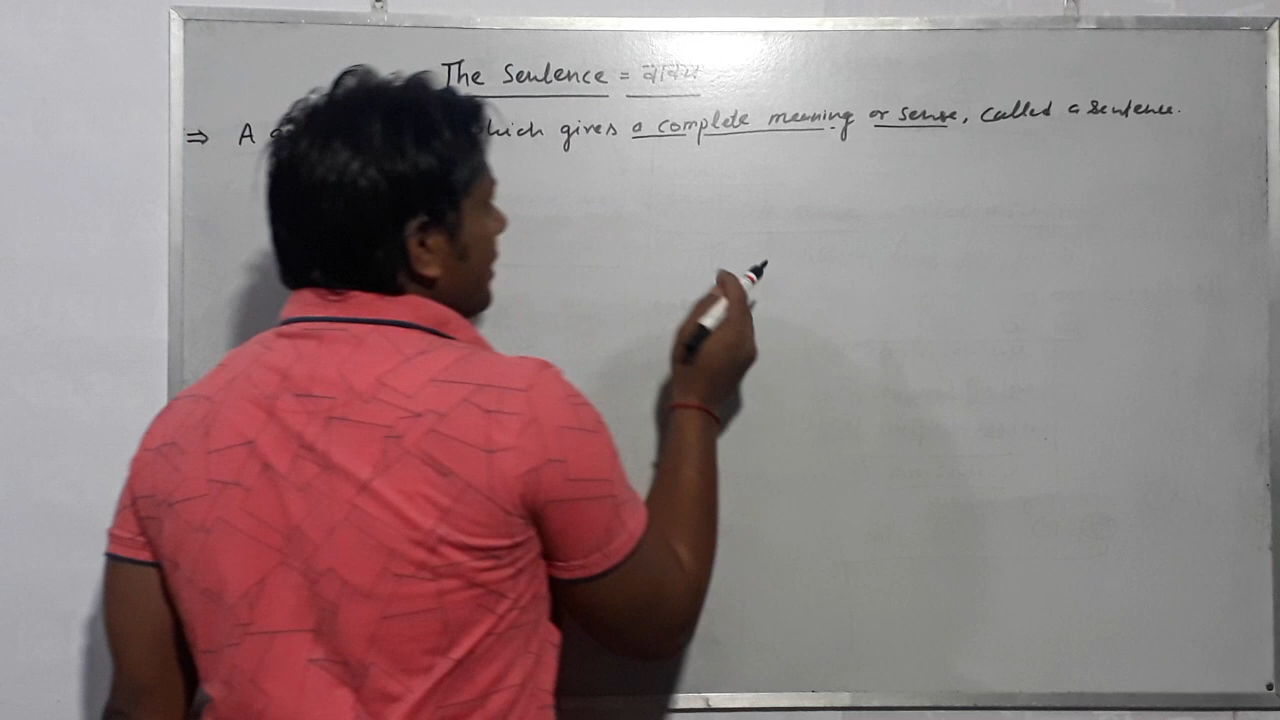 The Sentence = वाक्य
⇒ A which gives a complete meaning or sense, called a sentence.